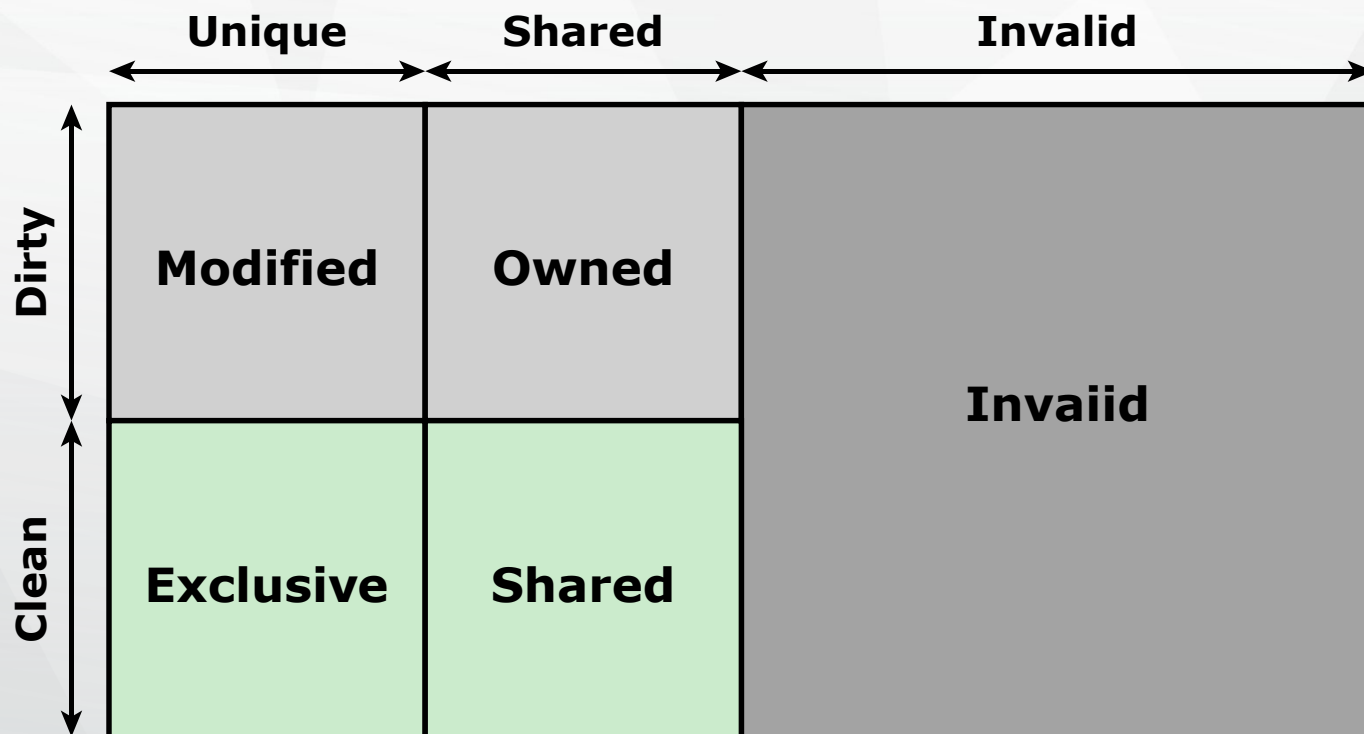 Unique Shared Invalid
Dirty
Modified Owned
Invaiid
Clean
Exclusive Shared